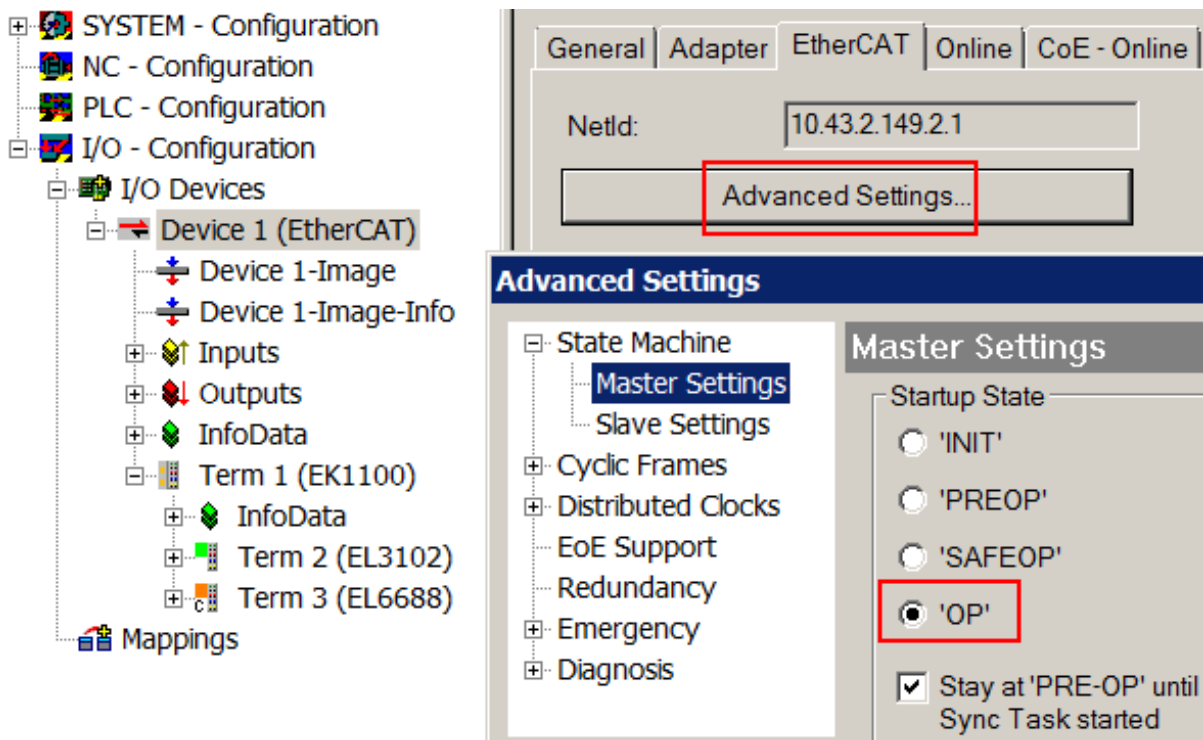 SYSTEM - Configuration
NC - Configuration
PLC - Configuration
I/O - Configuration
I/O Devices
Device 1 (EtherCAT)
Device 1-Image
Device 1-Image-Info
Inputs
Outputs
InfoData
Term 1 (EK1100)
InfoData
Term 2 (EL3102)
c
Term 3 (EL6688)
Mappings
General
Adapter
EtherCAT
Online
CoE - Online
NetId:
10.43.2.149.2.1
Advanced Settings...
Advanced Settings
State Machine
Master Settings
Slave Settings
Cyclic Frames
Distributed Clocks
EoE Support
Redundancy
Emergency
Diagnosis
Master Settings
Startup State
'INIT'
'PREOP'
'SAFEOP'
'OP'
Stay at 'PRE-OP' until
Sync Task started